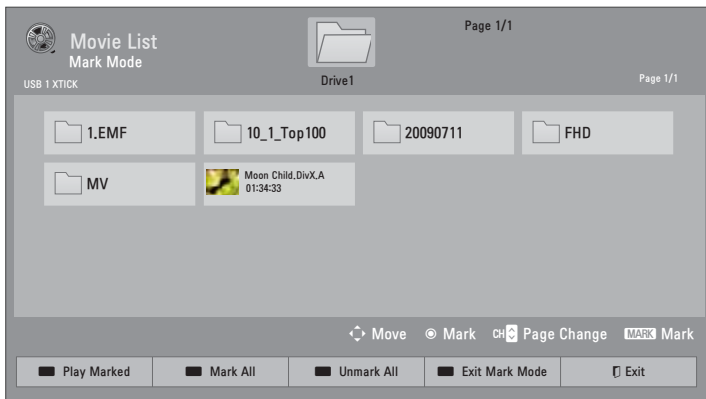 Movie List
Mark Mode
USB 1 XTICK
Drive1
Page 1/1
Page 1/1
1.EMF
10_1_Top100
20090711
FHD
MV
Moon Child,DivX,A
01:34:33
Move
Mark
CH Page Change
MARK Mark
Play Marked
Mark All
Unmark All
Exit Mark Mode
Exit